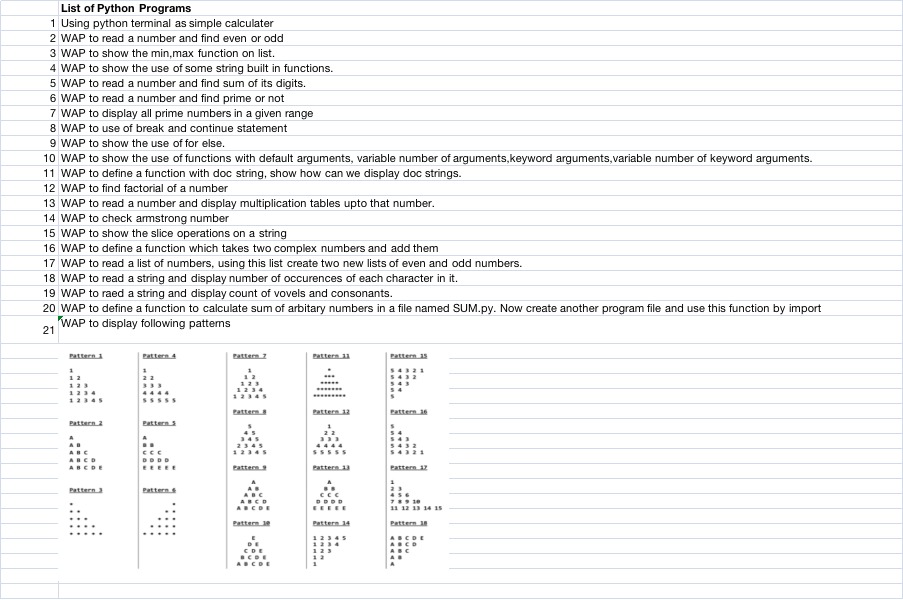 List of Python Programs
1 Using python terminal as simple calculater
2 WAP to read a number and find even or odd
3 WAP to show the min,max function on list.
4 WAP to show the use of some string built in functions.
5 WAP to read a number and find sum of its digits.
6 WAP to read a number and find prime or not
7 WAP to display all prime numbers in a given range
8 WAP to use of break and continue statement
9 WAP to show the use of for else.
10 WAP to show the use of functions with default arguments, variable number of arguments,keyword arguments,variable number of keyword arguments.
11 WAP to define a function with doc string, show how can we display doc strings.
12 WAP to find factorial of a number
13 WAP to read a number and display multiplication tables upto that number.
14 WAP to check armstrong number
15 WAP to show the slice operations on a string
16 WAP to define a function which takes two complex numbers and add them
17 WAP to read a list of numbers, using this list create two new lists of even and odd numbers.
18 WAP to read a string and display number of occurences of each character in it.
19 WAP to raed a string and display count of vovels and consonants.
20 WAP to define a function to calculate sum of arbitary numbers in a file named SUM.py. Now create another program file and use this function by import
21 WAP to display following patterns
Pattern 1
1
1 2
1 2 3
1 2 3 4
1 2 3 4 5
Pattern 2
A
A B
A B C
A B C D
A B C D E
Pattern 3
*
* *
* * *
* * * *
* * * * *
Pattern 4
1
2 2
3 3 3
4 4 4 4
5 5 5 5 5
Pattern 5
A
B B
C C C
D D D D
E E E E E
Pattern 6
*
* *
* * *
* * * *
* * * * *
Pattern 7
1
1 2
1 2 3
1 2 3 4
1 2 3 4 5
Pattern 8
5
4 5
3 4 5
2 3 4 5
1 2 3 4 5
Pattern 9
A
A B
A B C
A B C D
A B C D E
Pattern 10
E
D E
C D E
B C D E
A B C D E
Pattern 11
*
***
*****
*******
*********
Pattern 12
1
2 2
3 3 3
4 4 4 4
5 5 5 5 5
Pattern 13
A
B B
C C C
D D D D
E E E E E
Pattern 14
1 2 3 4 5
1 2 3 4
1 2 3
1 2
1
Pattern 15
5 4 3 2 1
5 4 3 2
5 4 3
5 4
5
Pattern 16
5
5 4
5 4 3
5 4 3 2
5 4 3 2 1
Pattern 17
1
2 3
4 5 6
7 8 9 10
11 12 13 14 15
Pattern 18
A B C D E
A B C D
A B C
A B
A